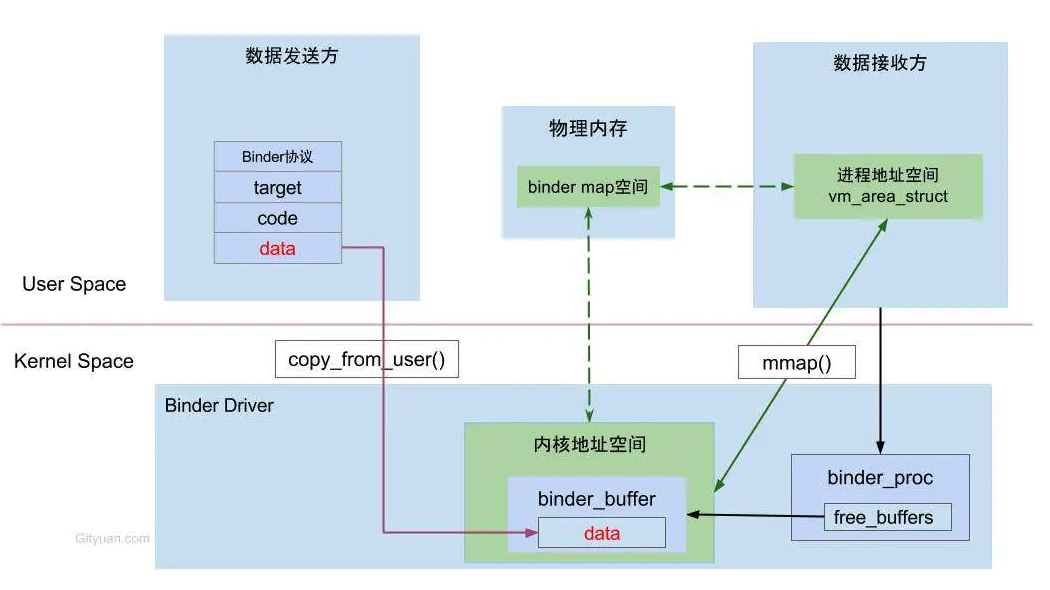 数据发送方
Binder协议
target
code
data
物理内存
binder map空间
数据接收方
进程地址空间
vm_area_struct
User Space
Kernel Space
copy_from_user()
mmap()
Binder Driver
内核地址空间
binder_buffer
data
binder_proc
free_buffers
Gityuan.com